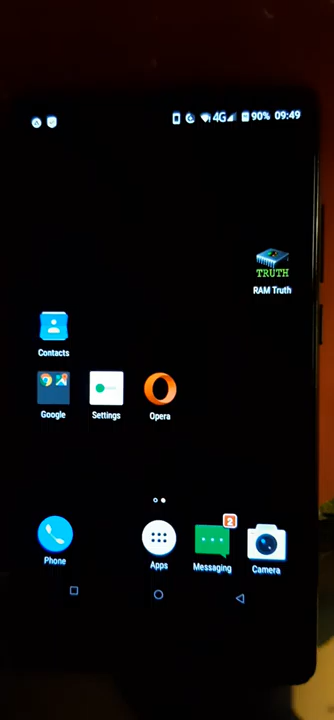 4G 90% 09:49
TRUTH
RAM Truth
Contacts
Google Settings Opera
2
Phone Apps Messaging Camera